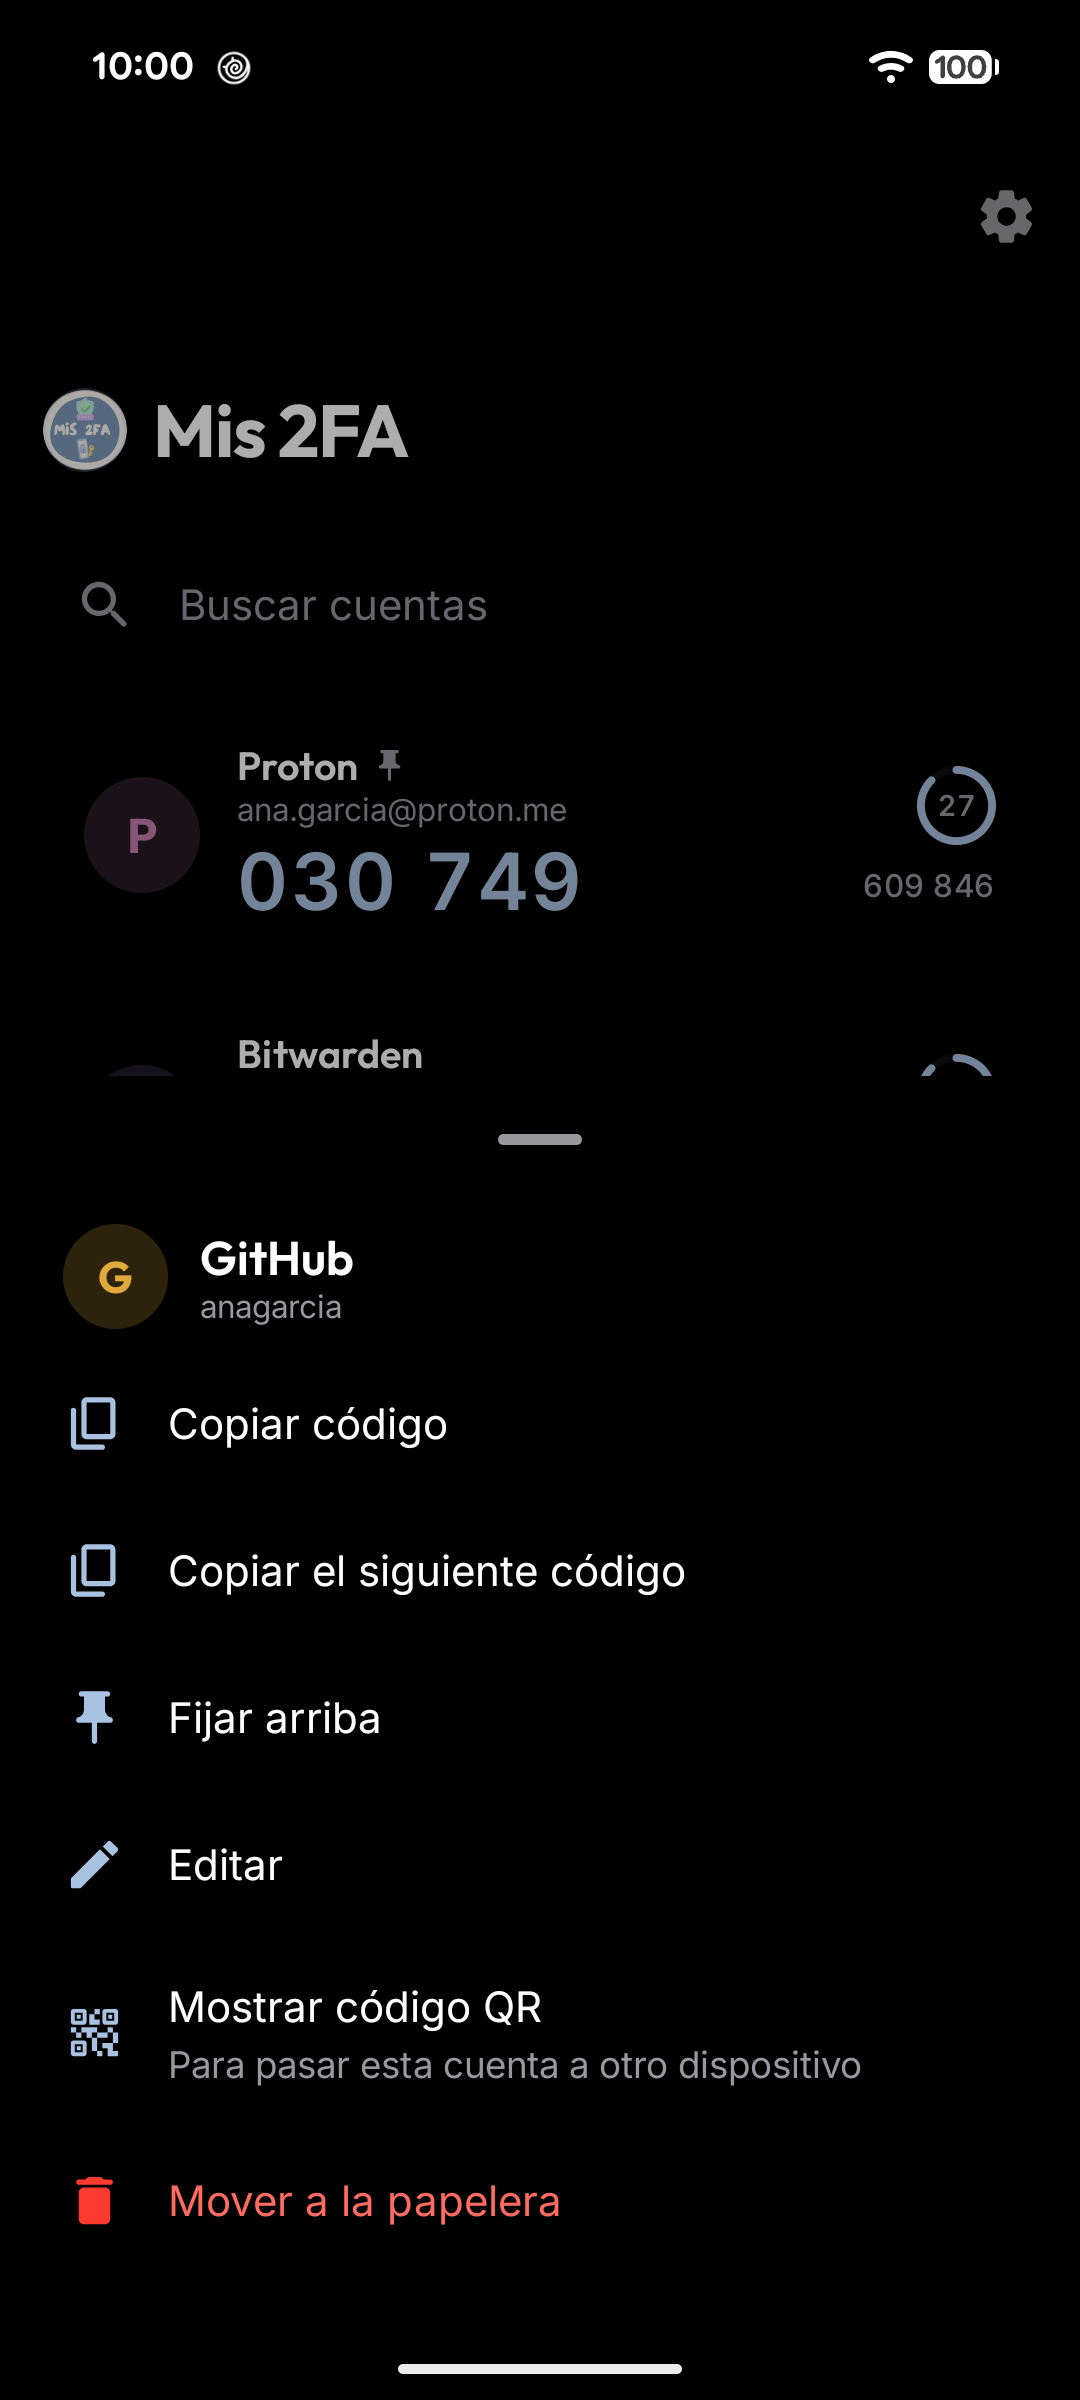 10:00
100
MiS 2FA
Mis 2FA
Buscar cuentas
Proton
ana.garcia@proton.me
P
030 749
27
609 846
Bitwarden
G
GitHub
anagarcia
Copiar código
Copiar el siguiente código
Fijar arriba
Editar
Mostrar código QR
Para pasar esta cuenta a otro dispositivo
Mover a la papelera